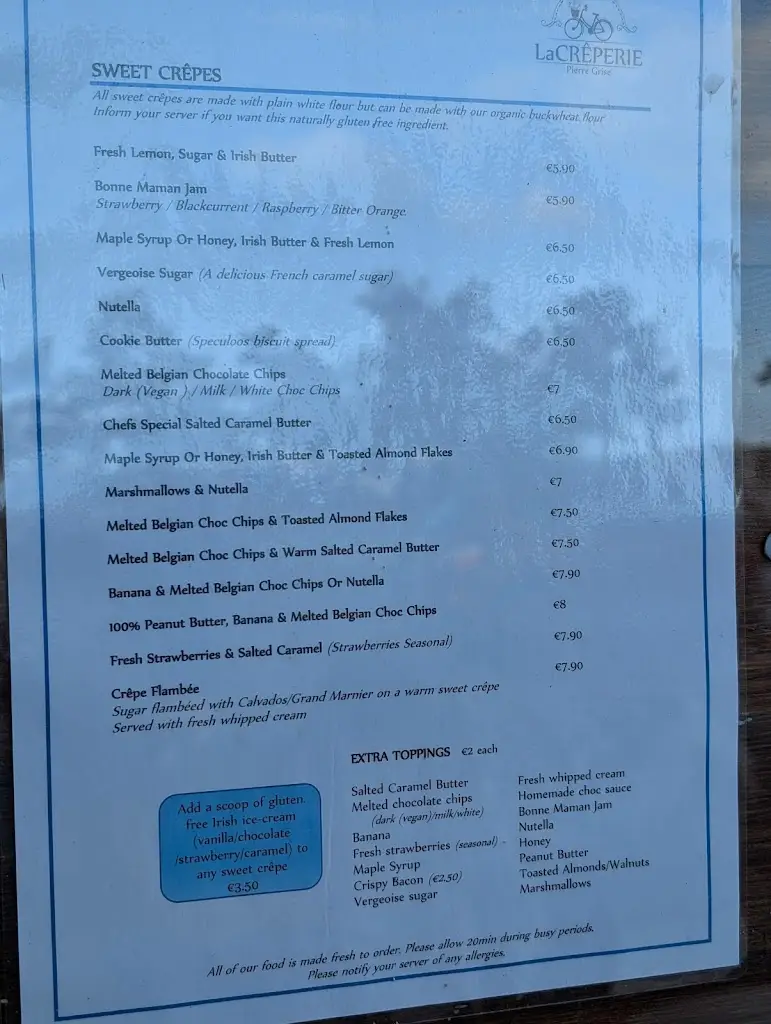 LaCRÊPERIE
Pierre Grise
SWEET CRÊPES
All sweet crêpes are made with plain white flour but can be made with our organic buckwheat flour
Inform your server if you want this naturally gluten free ingredient.
Fresh Lemon, Sugar & Irish Butter €5.90
Bonne Maman Jam €5.90
Strawberry / Blackcurrent / Raspberry / Bitter Orange.
Maple Syrup Or Honey, Irish Butter & Fresh Lemon €6.50
Vergeoise Sugar (A delicious French caramel sugar) €6.50
Nutella €6.50
Cookie Butter (Speculoos biscuit spread) €6.50
Melted Belgian Chocolate Chips
Dark (Vegan ) / Milk / White Choc Chips €7
Chefs Special Salted Caramel Butter €6.50
Maple Syrup Or Honey, Irish Butter & Toasted Almond Flakes €6.90
Marshmallows & Nutella €7
Melted Belgian Choc Chips & Toasted Almond Flakes €7.50
Melted Belgian Choc Chips & Warm Salted Caramel Butter €7.50
Banana & Melted Belgian Choc Chips Or Nutella €7.90
100% Peanut Butter, Banana & Melted Belgian Choc Chips €8
Fresh Strawberries & Salted Caramel (Strawberries Seasonal) €7.90
Crêpe Flambée €7.90
Sugar flambéed with Calvados/Grand Marnier on a warm sweet crêpe
Served with fresh whipped cream
EXTRA TOPPINGS €2 each
Salted Caramel Butter
Melted chocolate chips
(dark (vegan)/milk/white)
Banana
Fresh strawberries (seasonal) -
Maple Syrup
Crispy Bacon (€2.50)
Vergeoise sugar
Fresh whipped cream
Homemade choc sauce
Bonne Maman Jam
Nutella
Honey
Peanut Butter
Toasted Almonds/Walnuts
Marshmallows
Add a scoop of gluten
free Irish ice-cream
(vanilla/chocolate
/strawberry/caramel) to
any sweet crêpe
€3.50
All of our food is made fresh to order. Please allow 20min during busy periods.
Please notify your server of any allergies.